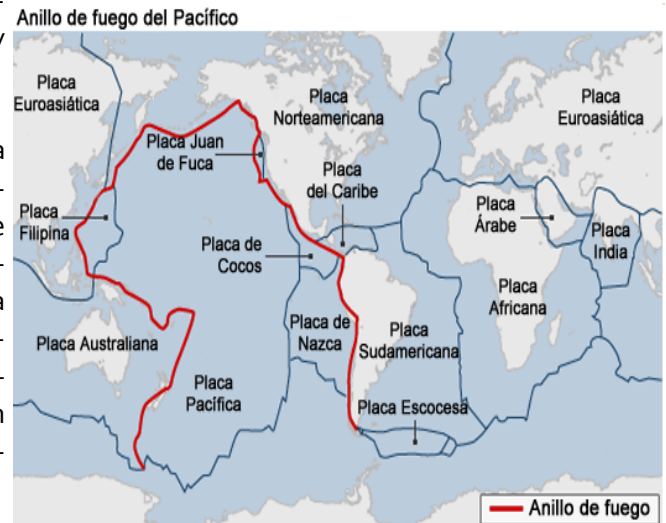 Anillo de fuego del Pacífico
Placa
Euroasiática
Placa
Norteamericana
Placa
Euroasiática
Placa Juan
de Fuca
Placa
del Caribe
Placa
Filipina
Placa
Árabe
Placa
India
Placa de
Cocos
Placa
Africana
Placa de
Nazca
Placa
Sudamericana
Placa Australiana
Placa
Pacífica
Placa Escocesa
Anillo de fuego